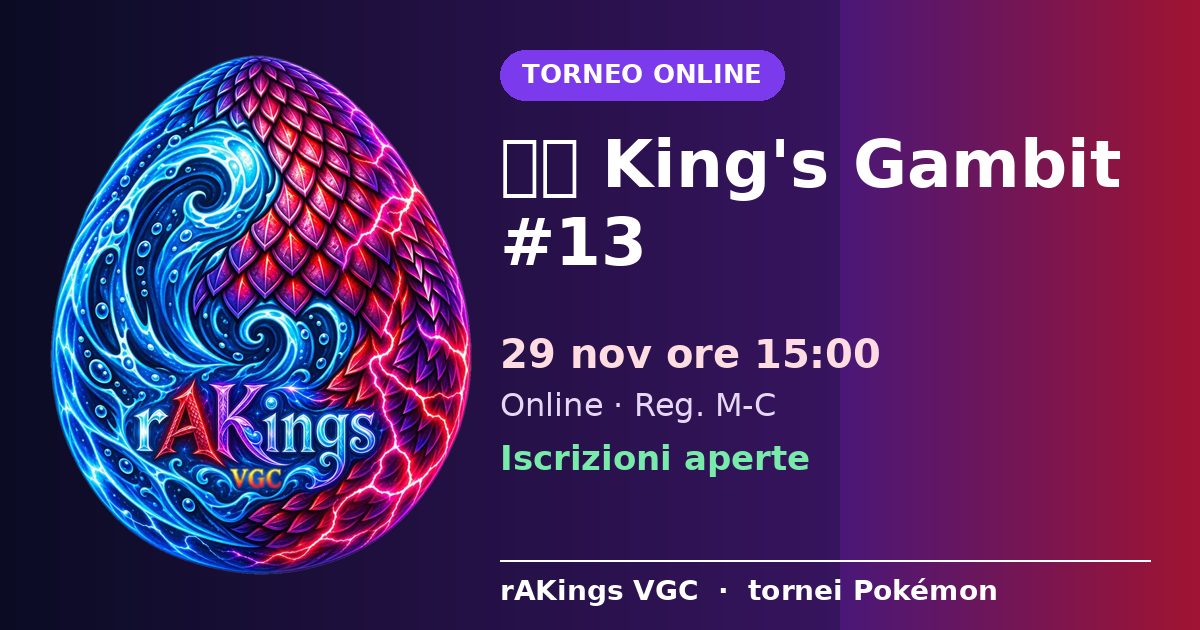 TORNEO ONLINE
King's Gambit
#13
29 nov ore 15:00
Online · Reg. M-C
Iscrizioni aperte
rAKings
VGC
rAKings VGC · tornei Pokémon